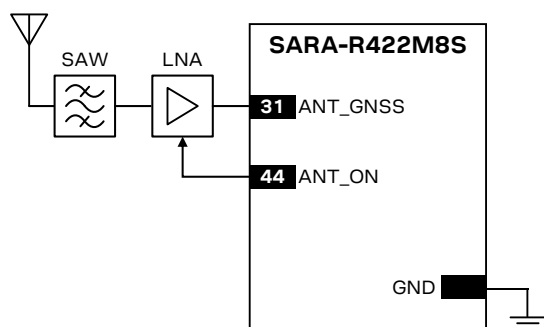 SARA-R422M8S
SAW
LNA
31 ANT_GNSS
44 ANT_ON
GND